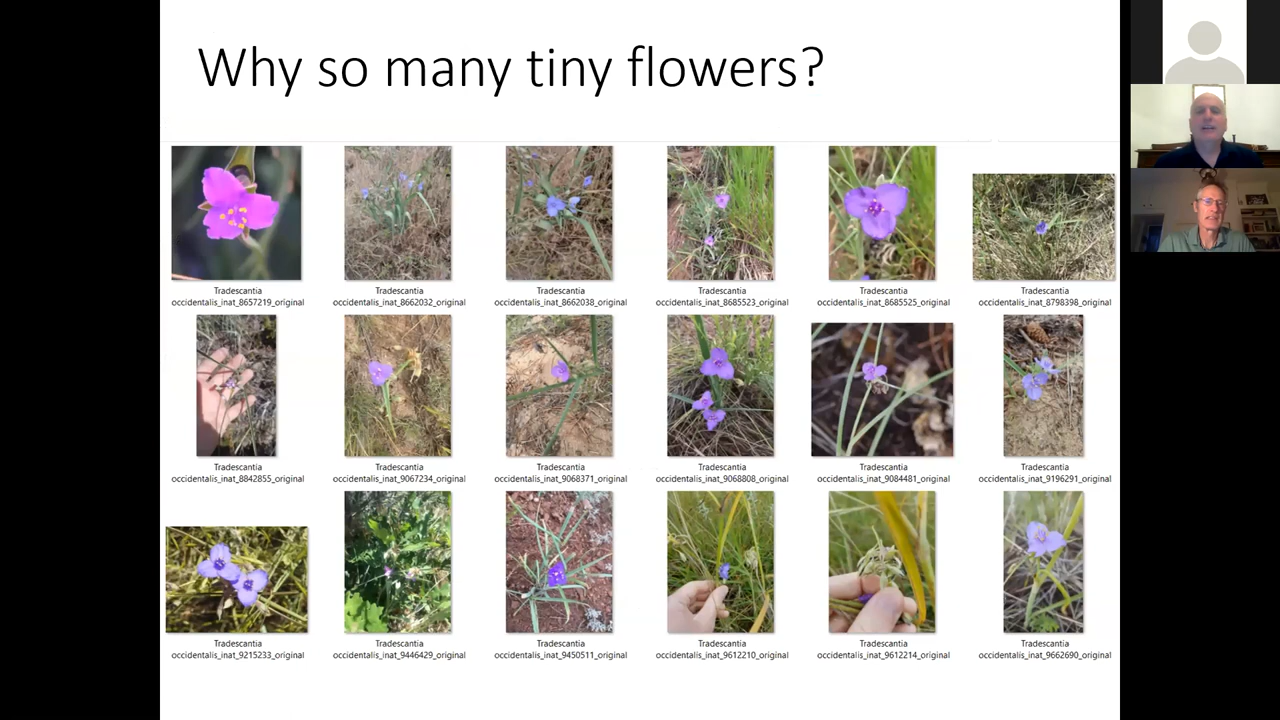 Why so many tiny flowers?
Tradescantia
occidentalis_inat_8657219_original
Tradescantia
occidentalis_inat_8662032_original
Tradescantia
occidentalis_inat_8662038_original
Tradescantia
occidentalis_inat_8685523_original
Tradescantia
occidentalis_inat_8685525_original
Tradescantia
occidentalis_inat_8798398_original
Tradescantia
occidentalis_inat_8842855_original
Tradescantia
occidentalis_inat_9067234_original
Tradescantia
occidentalis_inat_9068371_original
Tradescantia
occidentalis_inat_9068808_original
Tradescantia
occidentalis_inat_9084481_original
Tradescantia
occidentalis_inat_9196291_original
Tradescantia
occidentalis_inat_9215233_original
Tradescantia
occidentalis_inat_9446429_original
Tradescantia
occidentalis_inat_9450511_original
Tradescantia
occidentalis_inat_9612210_original
Tradescantia
occidentalis_inat_9612214_original
Tradescantia
occidentalis_inat_9662690_original